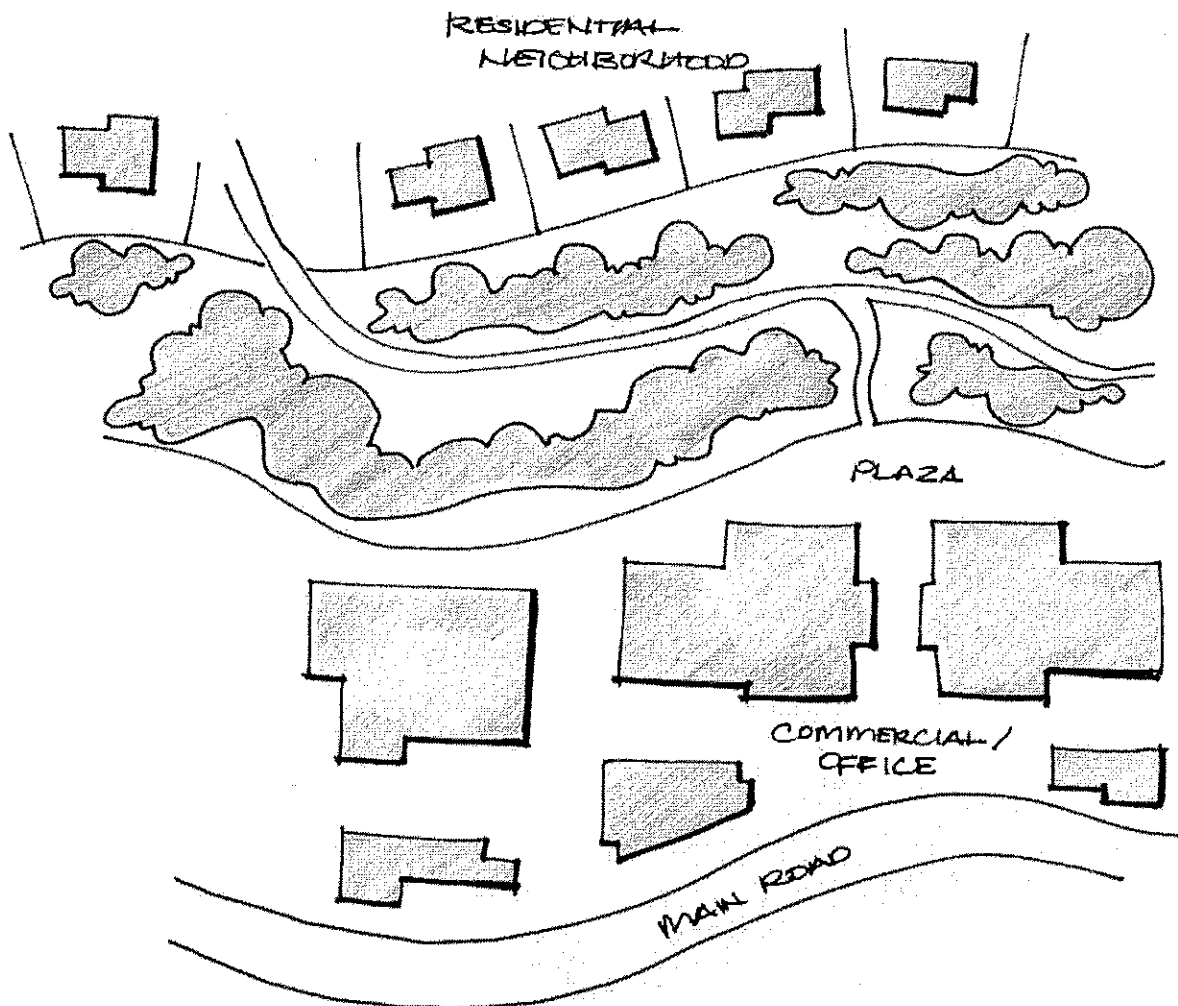 RESIDENTIAL
NEIGHBORHOOD
PLAZA
COMMERCIAL/
OFFICE
MAIN ROAD